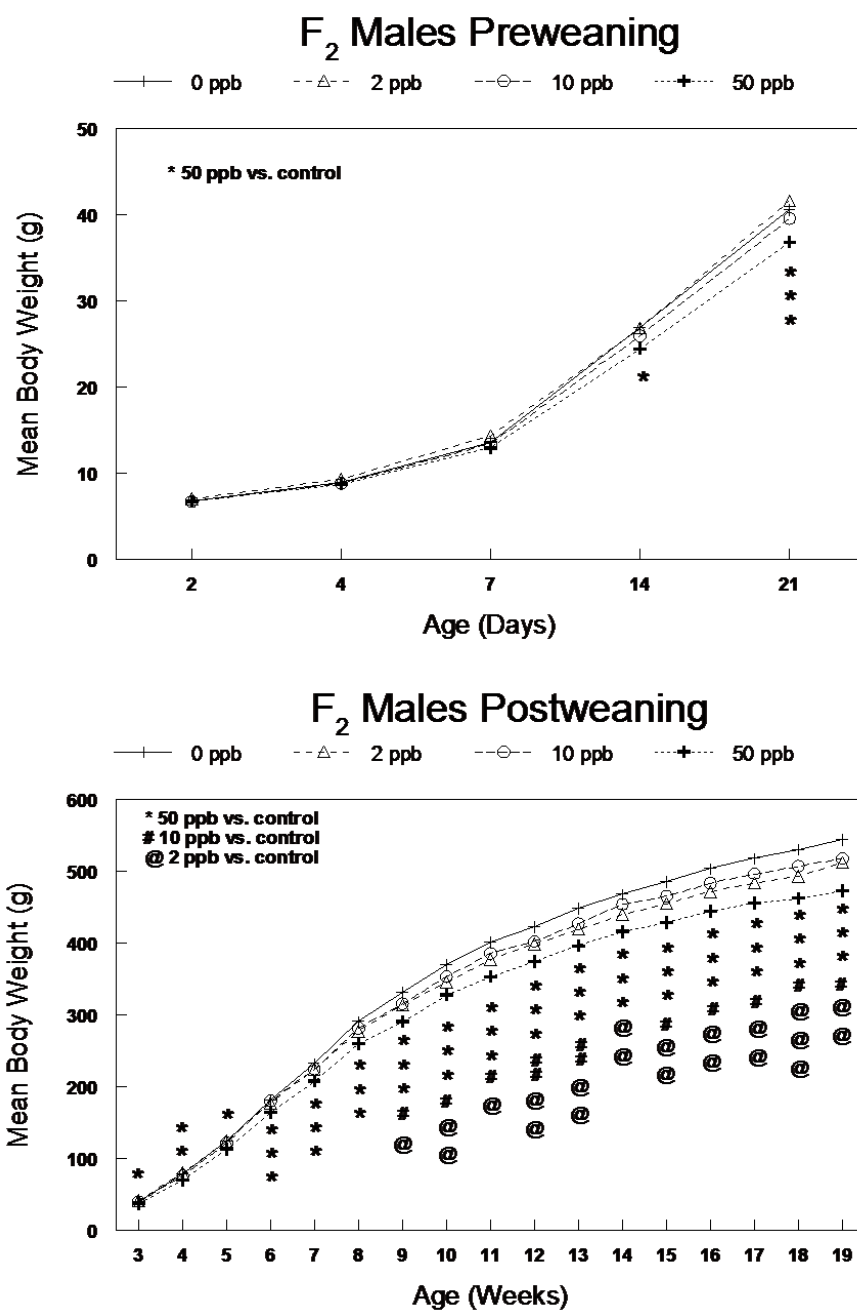 F2 Males Preweaning
0 ppb 2 ppb 10 ppb 50 ppb
50
* 50 ppb vs. control
40
30
20
10
0
Mean Body Weight (g)
* * * *
2 4 7 14 21
Age (Days)
F2 Males Postweaning
0 ppb 2 ppb 10 ppb 50 ppb
600
* 50 ppb vs. control
# 10 ppb vs. control
@ 2 ppb vs. control
500
400
300
200
100
0
Mean Body Weight (g)
3 4 5 6 7 8 9 10 11 12 13 14 15 16 17 18 19
Age (Weeks)